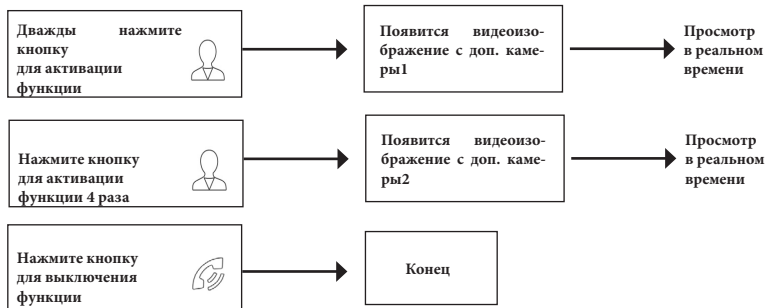 Дважды нажмите
кнопку
для активации
функции
Появится видеоизо-
бражение с доп. каме-
ры1
Просмотр
в реальном
времени
Нажмите кнопку
для активации
функции 4 раза
Появится видеоизо-
бражение с доп. каме-
ры2
Просмотр
в реальном
времени
Нажмите кнопку
для выключения
функции
Конец